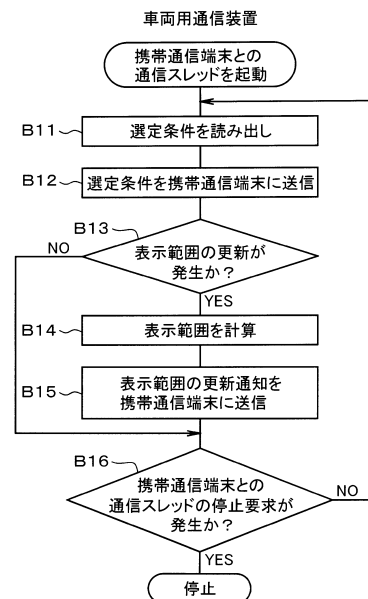 車両用通信装置
携帯通信端末との
通信スレッドを起動
B11
選定条件を読み出し
B12
選定条件を携帯通信端末に送信
B13
表示範囲の更新が
発生か？
NO
YES
B14
表示範囲を計算
B15
表示範囲の更新通知を
携帯通信端末に送信
B16
携帯通信端末との
通信スレッドの停止要求が
発生か？
NO
YES
停止